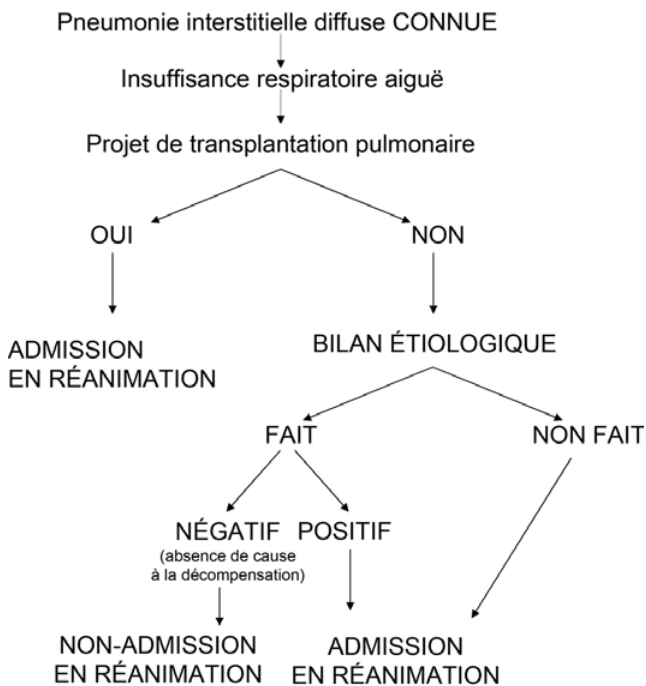 Pneumonie interstitielle diffuse CONNUE
Insuffisance respiratoire aiguë
Projet de transplantation pulmonaire
OUI
NON
ADMISSION
EN RÉANIMATION
BILAN ÉTIOLOGIQUE
FAIT
NON FAIT
NÉGATIF
(absence de cause
à la décompensation)
POSITIF
NON-ADMISSION
EN RÉANIMATION
ADMISSION
EN RÉANIMATION